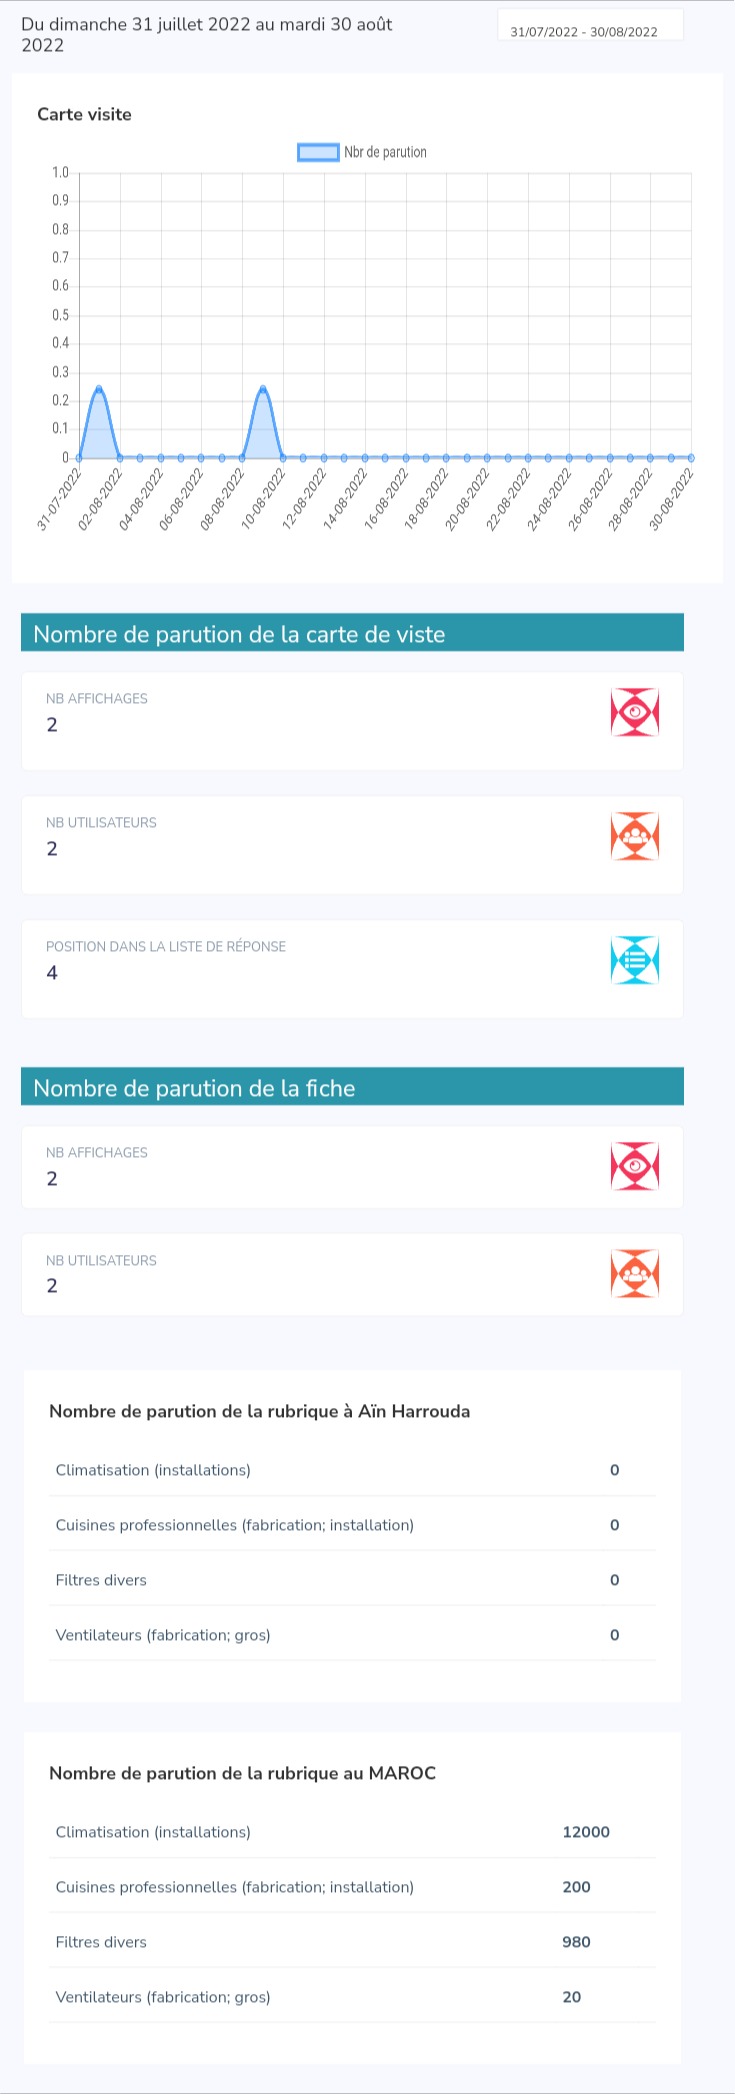 Du dimanche 31 juillet 2022 au mardi 30 août
2022
31/07/2022 - 30/08/2022
Carte visite
Nbr de parution
1.0
0.9
0.8
0.7
0.6
0.5
0.4
0.3
0.2
0.1
0
31-07-2022
02-08-2022
04-08-2022
06-08-2022
08-08-2022
10-08-2022
12-08-2022
14-08-2022
16-08-2022
18-08-2022
20-08-2022
22-08-2022
24-08-2022
26-08-2022
28-08-2022
30-08-2022
Nombre de parution de la carte de viste
NB AFFICHAGES
2
NB UTILISATEURS
2
POSITION DANS LA LISTE DE RÉPONSE
4
Nombre de parution de la fiche
NB AFFICHAGES
2
NB UTILISATEURS
2
Nombre de parution de la rubrique à Aïn Harrouda
Climatisation (installations) 0
Cuisines professionnelles (fabrication; installation) 0
Filtres divers 0
Ventilateurs (fabrication; gros) 0
Nombre de parution de la rubrique au MAROC
Climatisation (installations) 12000
Cuisines professionnelles (fabrication; installation) 200
Filtres divers 980
Ventilateurs (fabrication; gros) 20